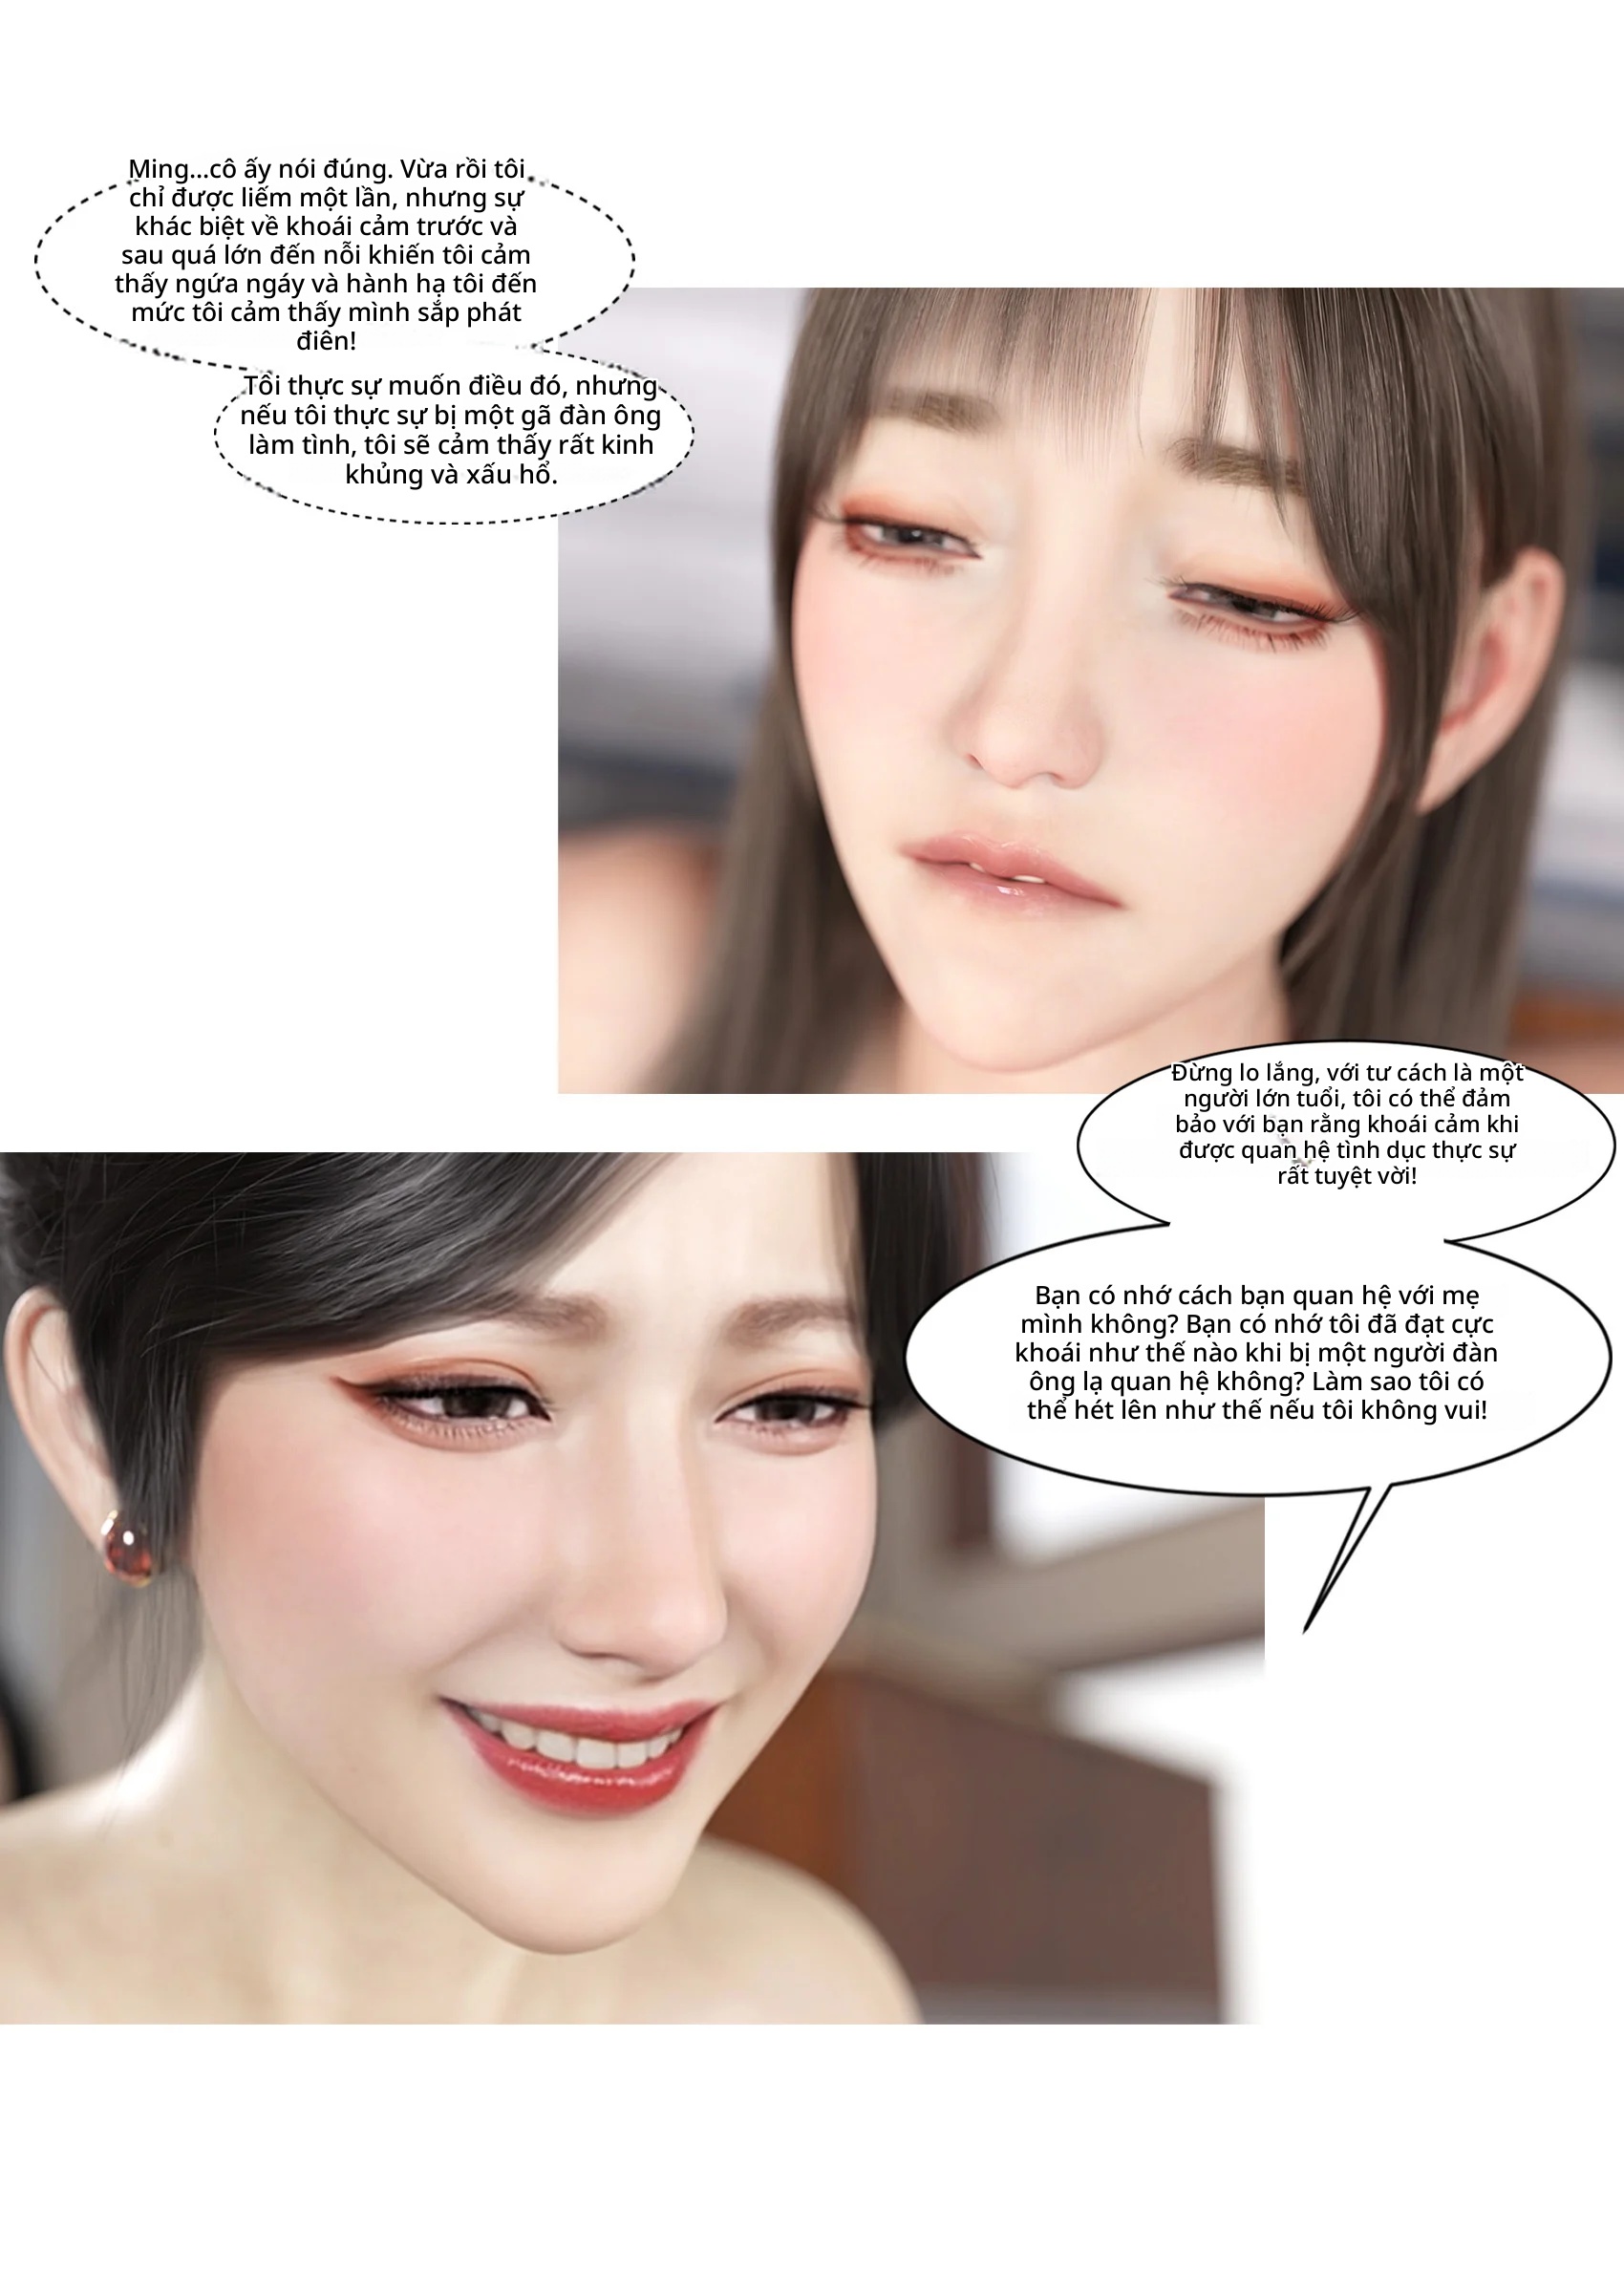 Ming...cô ấy nói đúng. Vừa rồi tôi
chỉ được liếm một lần, nhưng sự
khác biệt về khoái cảm trước và
sau quá lớn đến nỗi khiến tôi cảm
thấy ngứa ngáy và hành hạ tôi đến
mức tôi cảm thấy mình sắp phát
điên!
Tôi thực sự muốn điều đó, nhưng
nếu tôi thực sự bị một gã đàn ông
làm tình, tôi sẽ cảm thấy rất kinh
khủng và xấu hổ.
Đừng lo lắng, với tư cách là một
người lớn tuổi, tôi có thể đảm
bảo với bạn rằng khoái cảm khi
được quan hệ tình dục thực sự
rất tuyệt vời!
Bạn có nhớ cách bạn quan hệ với mẹ
mình không? Bạn có nhớ tôi đã đạt cực
khoái như thế nào khi bị một người đàn
ông lạ quan hệ không? Làm sao tôi có
thể hét lên như thế nếu tôi không vui!